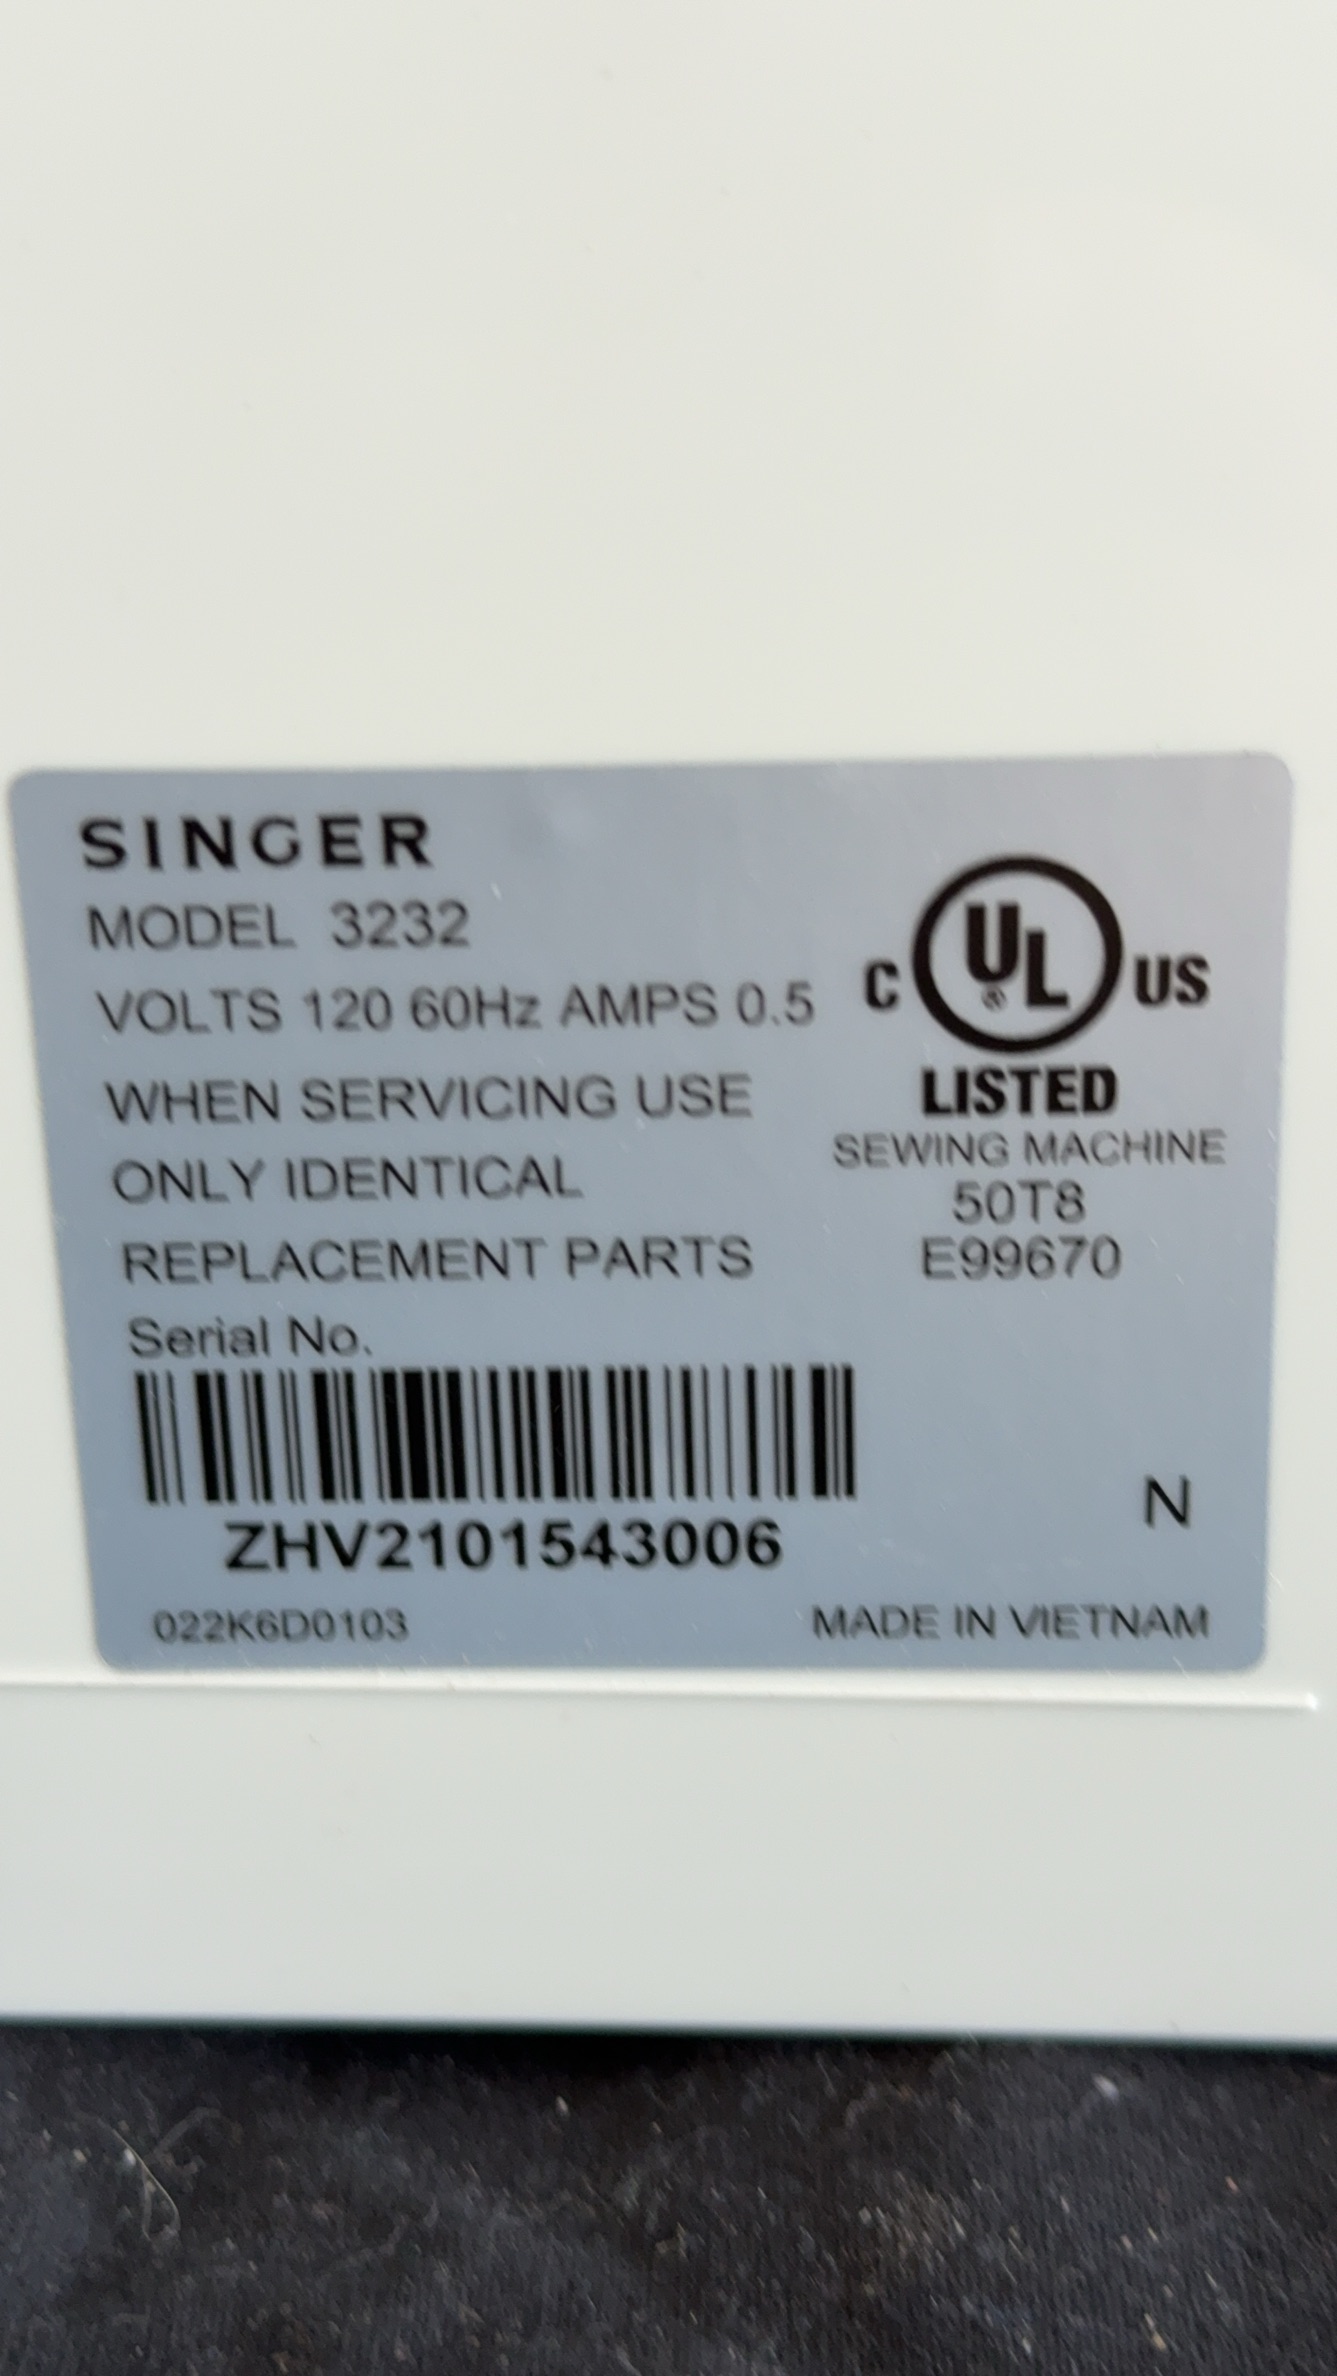 SINGER
MODEL 3232
VOLTS 120 60Hz AMPS 0.5
WHEN SERVICING USE
ONLY IDENTICAL
REPLACEMENT PARTS
Serial No.
ZHV2101543006
022K6D0103
C UL® US
LISTED
SEWING MACHINE
50T8
E99670
N
MADE IN VIETNAM